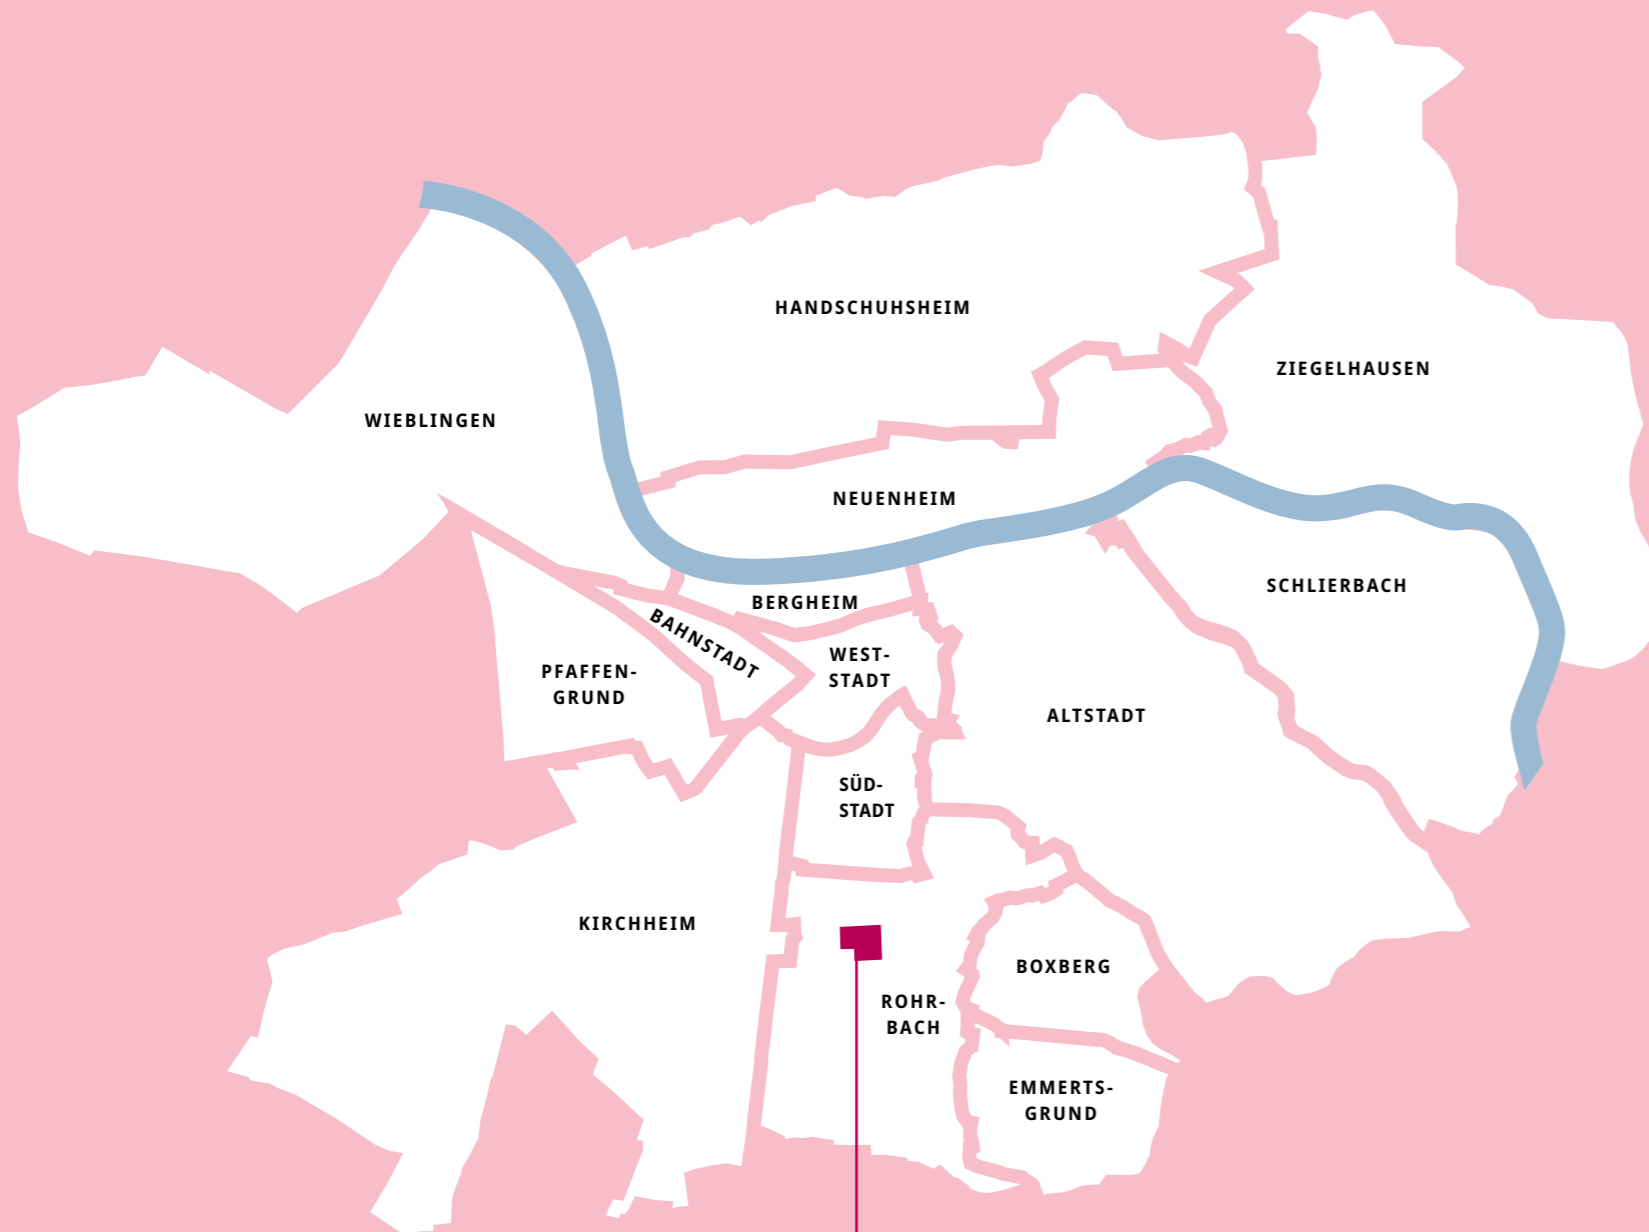 HANDSCHUHSHEIM
ZIEGELHAUSEN
WIEBLINGEN
NEUENHEIM
SCHLIERBACH
BERGHEIM
BAHNSTADT
WEST-
STADT
PFAFFEN-
GRUND
ALTSTADT
SÜD-
STADT
KIRCHHEIM
BOXBERG
ROHR-
BACH
EMMERTS-
GRUND